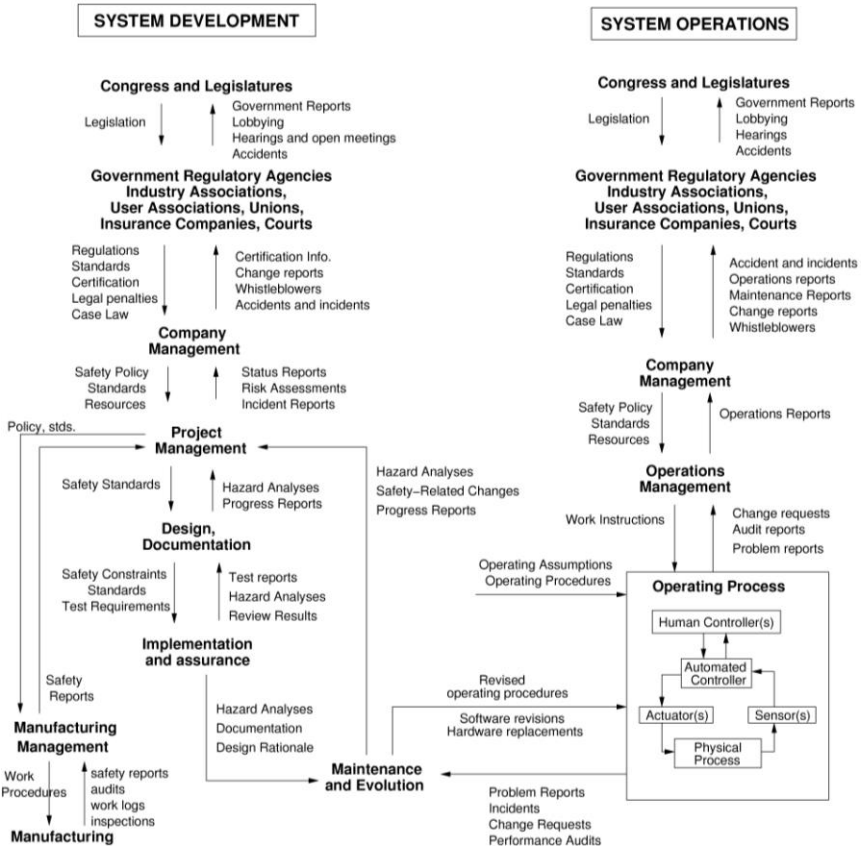 SYSTEM DEVELOPMENT
Congress and Legislatures
Legislation
Government Reports
Lobbying
Hearings and open meetings
Accidents
Government Regulatory Agencies
Industry Associations,
User Associations, Unions,
Insurance Companies, Courts
Regulations
Standards
Certification
Legal penalties
Case Law
Certification Info.
Change reports
Whistleblowers
Accidents and incidents
Company
Management
Safety Policy
Standards
Resources
Status Reports
Risk Assessments
Incident Reports
Policy, stds.
Project
Management
Safety Standards
Hazard Analyses
Progress Reports
Design,
Documentation
Safety Constraints
Standards
Test Requirements
Test reports
Hazard Analyses
Review Results
Implementation
and assurance
Safety
Reports
Hazard Analyses
Documentation
Design Rationale
Manufacturing
Management
Work
Procedures
safety reports
audits
work logs
inspections
Manufacturing
Hazard Analyses
Safety-Related Changes
Progress Reports
Maintenance
and Evolution
SYSTEM OPERATIONS
Congress and Legislatures
Legislation
Government Reports
Lobbying
Hearings
Accidents
Government Regulatory Agencies
Industry Associations,
User Associations, Unions,
Insurance Companies, Courts
Regulations
Standards
Certification
Legal penalties
Case Law
Accident and incidents
Operations reports
Maintenance Reports
Change reports
Whistleblowers
Company
Management
Safety Policy
Standards
Resources
Operations Reports
Operations
Management
Work Instructions
Change requests
Audit reports
Problem reports
Operating Assumptions
Operating Procedures
Operating Process
Human Controller(s)
Automated
Controller
Actuator(s)
Sensor(s)
Physical
Process
Revised
operating procedures
Software revisions
Hardware replacements
Problem Reports
Incidents
Change Requests
Performance Audits